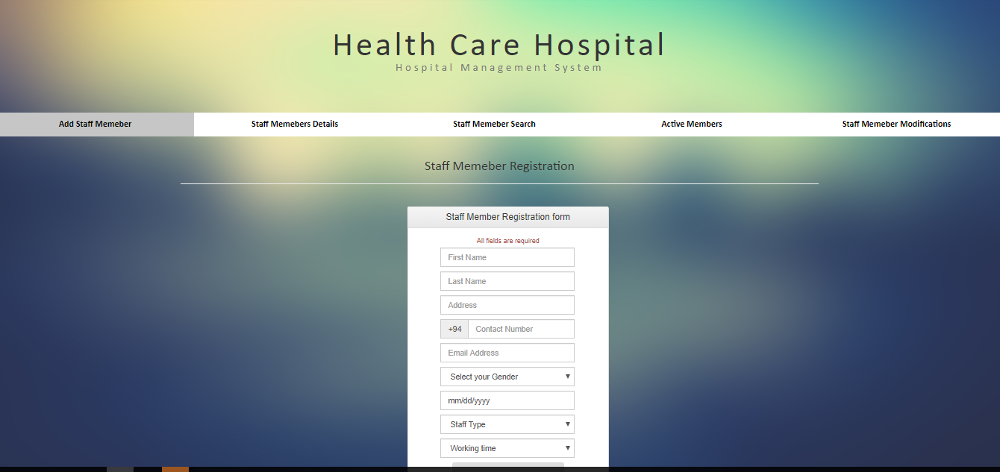 Health Care Hospital
Hospital Management System
Add Staff Memeber
Staff Memebers Details
Staff Memeber Search
Active Members
Staff Memeber Modifications
Staff Memeber Registration
Staff Member Registration form
All fields are required
First Name
Last Name
Address
+94 Contact Number
Email Address
Select your Gender
mm/dd/yyyy
Staff Type
Working time